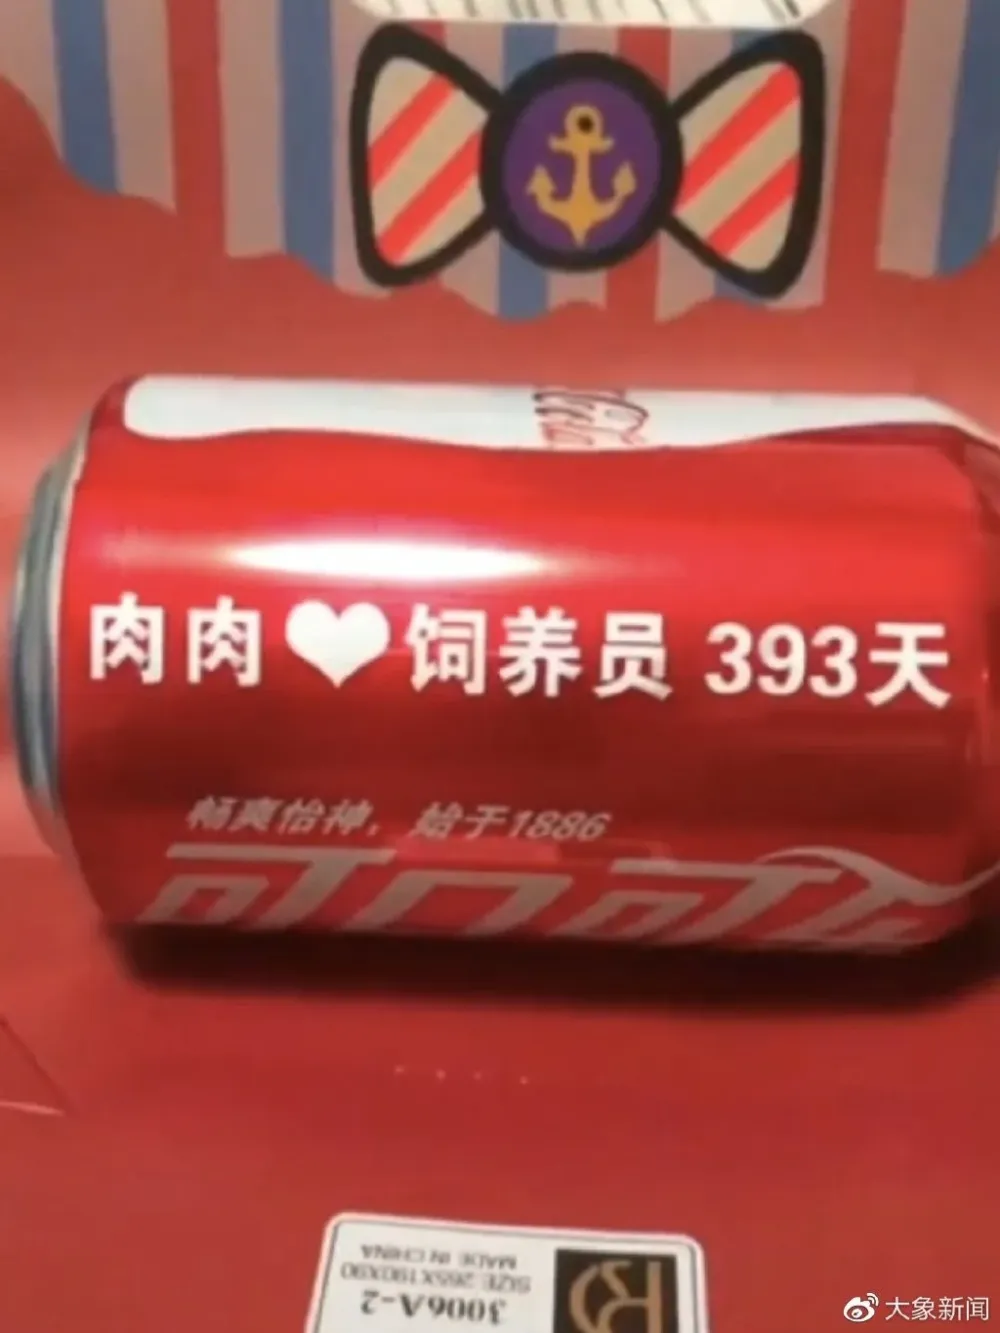 肉肉❤饲养员 393天
畅爽怡神，始于1886
可口可乐
3006A-2
SIZE:265X190X90
MADE IN CHINA
大象新闻